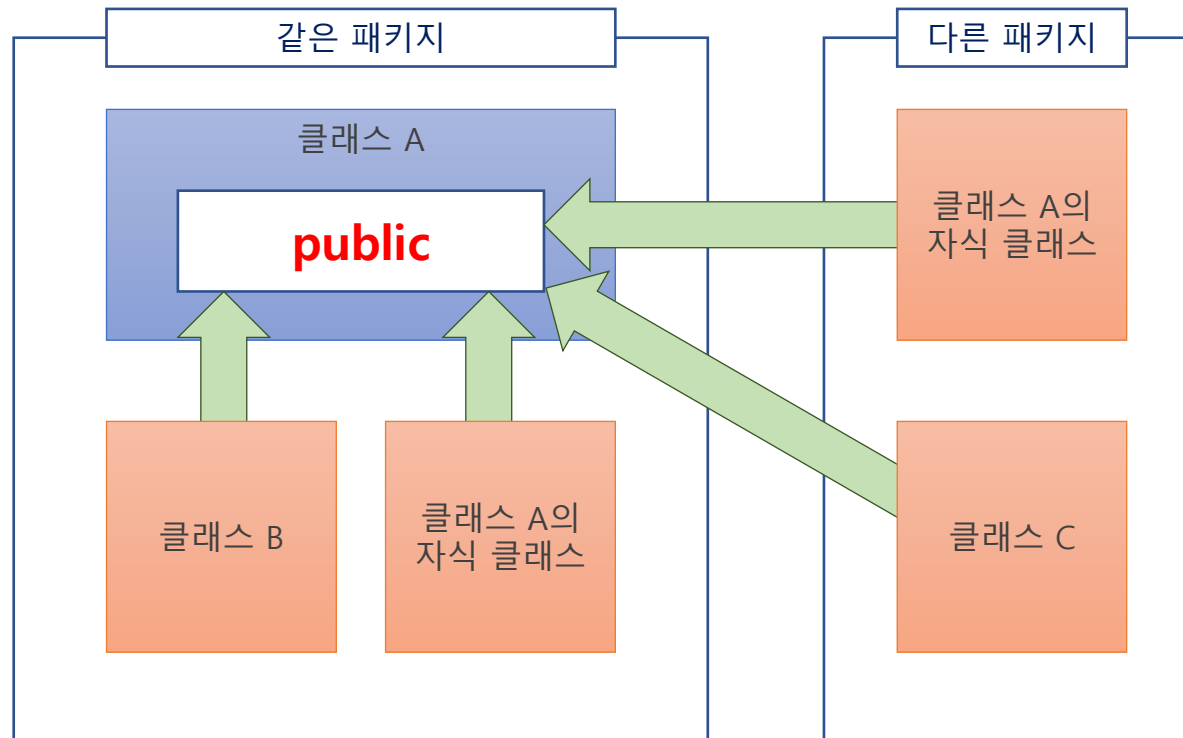 같은 패키지
다른 패키지
클래스 A
public
클래스 A의
자식 클래스
클래스 B
클래스 A의
자식 클래스
클래스 C